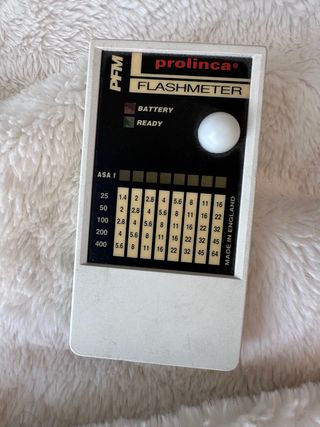 PFM
prolinca®
FLASHMETER
BATTERY
READY
ASA f
25 1.4 2 2.8 4 5.6 8 11 16
50 2 2.8 4 5.6 8 11 16 22
100 2.8 4 5.6 8 11 16 22 32
200 4 5.6 8 11 16 22 32 45
400 5.6 8 11 16 22 32 45 64
MADE IN ENGLAND